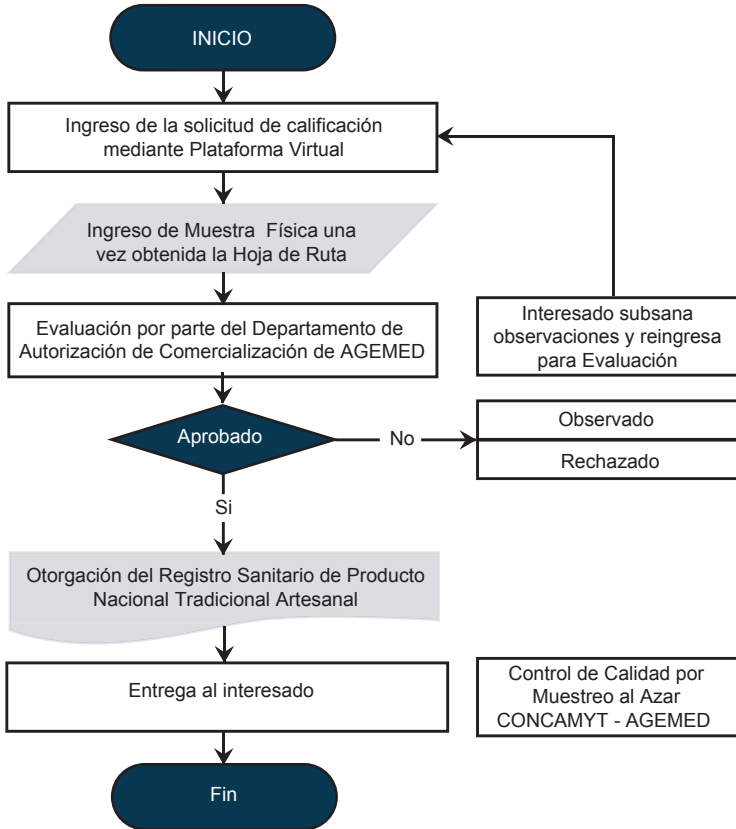 INICIO
Ingreso de la solicitud de calificación
mediante Plataforma Virtual
Ingreso de Muestra Física una
vez obtenida la Hoja de Ruta
Evaluación por parte del Departamento de
Autorización de Comercialización de AGEMED
Interesado subsana
observaciones y reingresa
para Evaluación
Aprobado
No
Observado
Rechazado
Si
Otorgación del Registro Sanitario de Producto
Nacional Tradicional Artesanal
Entrega al interesado
Control de Calidad por
Muestreo al Azar
CONCAMYT - AGEMED
Fin